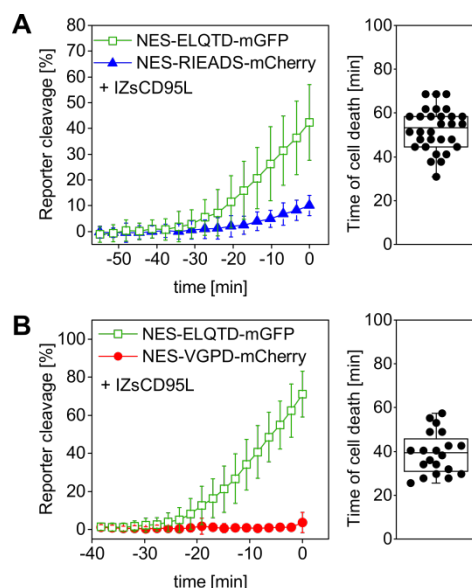 A
NES-ELQTD-mGFP
NES-RIEADS-mCherry
+ IZsCD95L
Reporter cleavage [%]
60
50
40
30
20
10
0
-50 -40 -30 -20 -10 0
time [min]
Time of cell death [min]
100
80
60
40
20
0
B
NES-ELQTD-mGFP
NES-VGPD-mCherry
+ IZsCD95L
Reporter cleavage [%]
100
80
60
40
20
0
-40 -30 -20 -10 0
time [min]
Time of cell death [min]
100
80
60
40
20
0